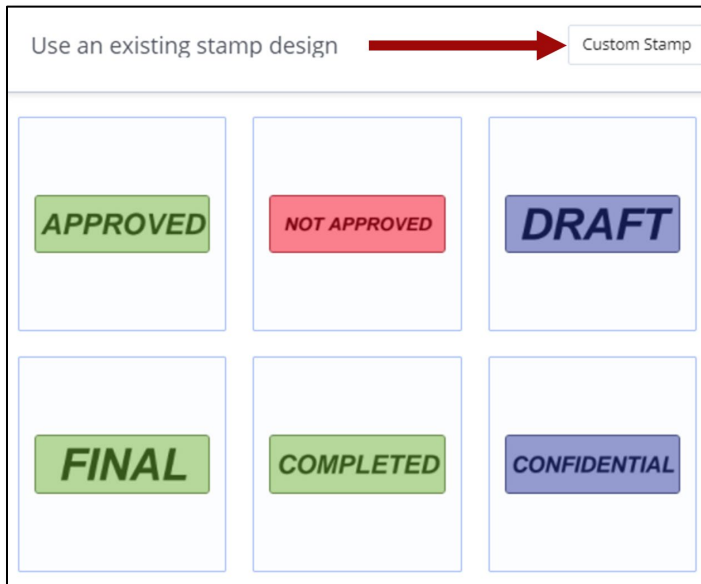 Use an existing stamp design
Custom Stamp
APPROVED
NOT APPROVED
DRAFT
FINAL
COMPLETED
CONFIDENTIAL